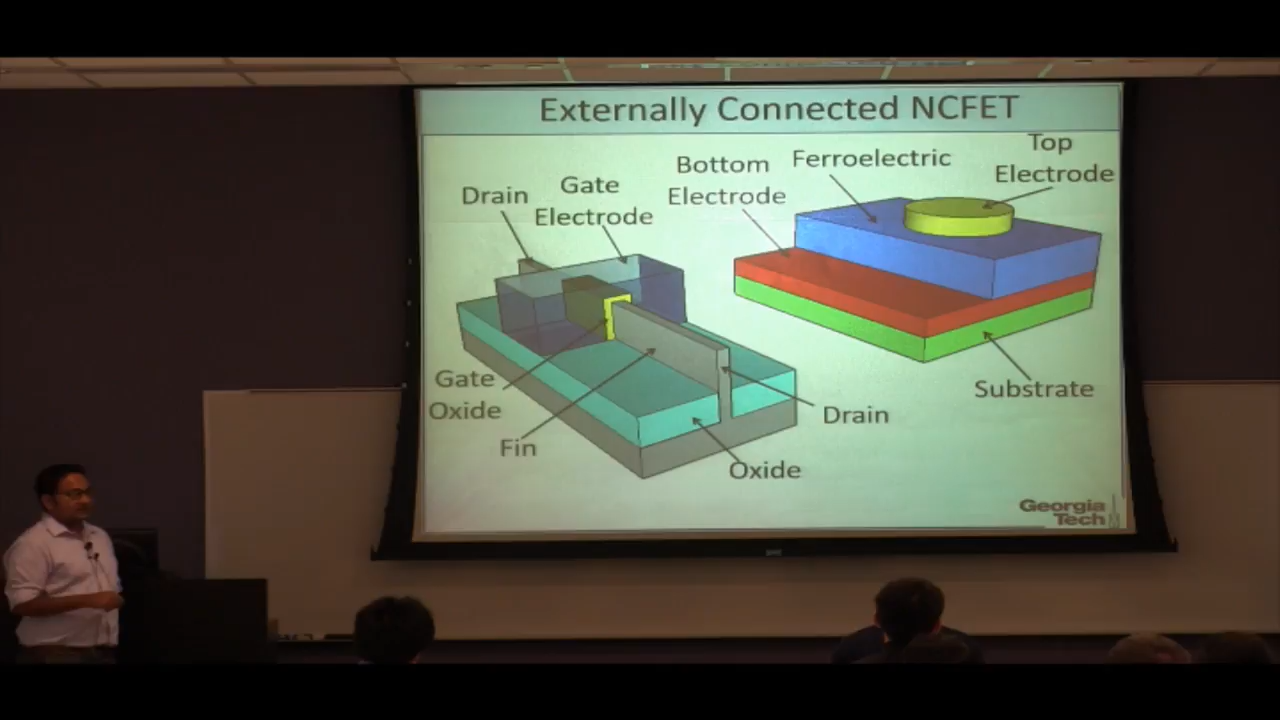 Externally Connected NCFET
Drain
Gate
Electrode
Bottom
Electrode
Ferroelectric
Top
Electrode
Gate
Oxide
Fin
Drain
Oxide
Substrate
Georgia
Tech